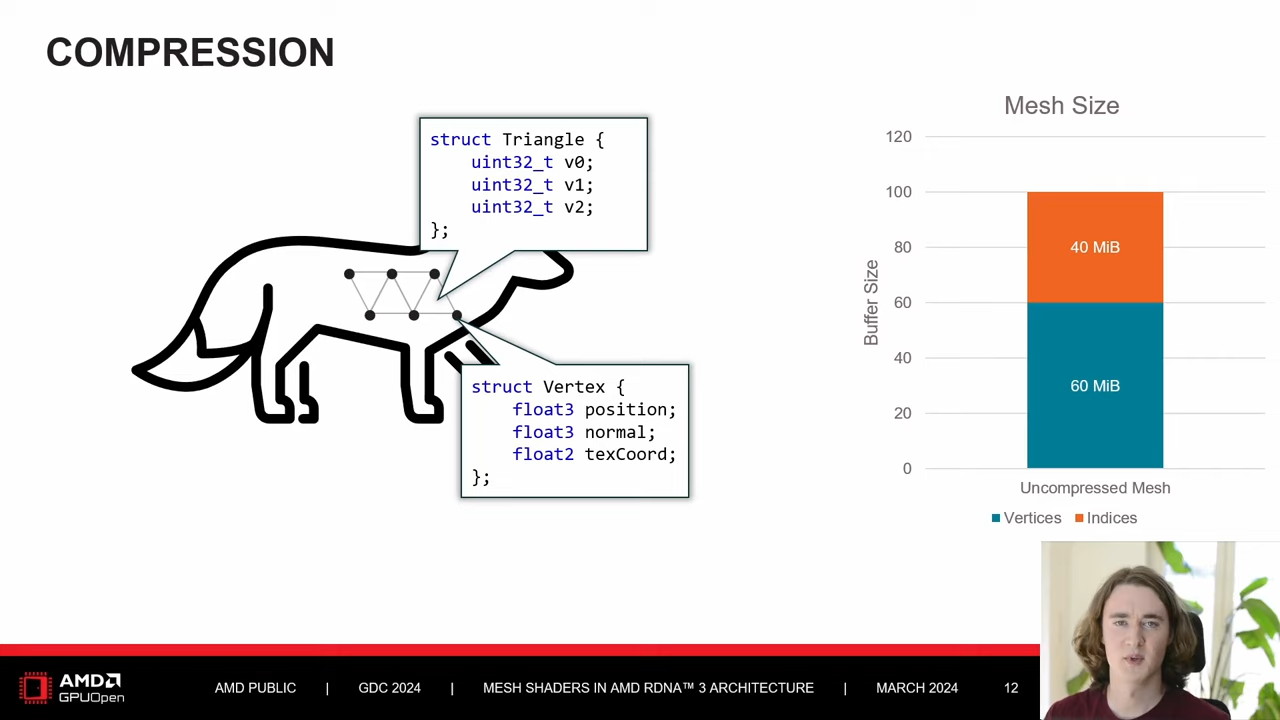 COMPRESSION
struct Triangle {
    uint32_t v0;
    uint32_t v1;
    uint32_t v2;
};
struct Vertex {
    float3 position;
    float3 normal;
    float2 texCoord;
};
Mesh Size
120
100
80
60
40
20
0
Buffer Size
40 MiB
60 MiB
Uncompressed Mesh
Vertices Indices
AMD
GPUOpen
AMD PUBLIC | GDC 2024 | MESH SHADERS IN AMD RDNA™ 3 ARCHITECTURE | MARCH 2024 12